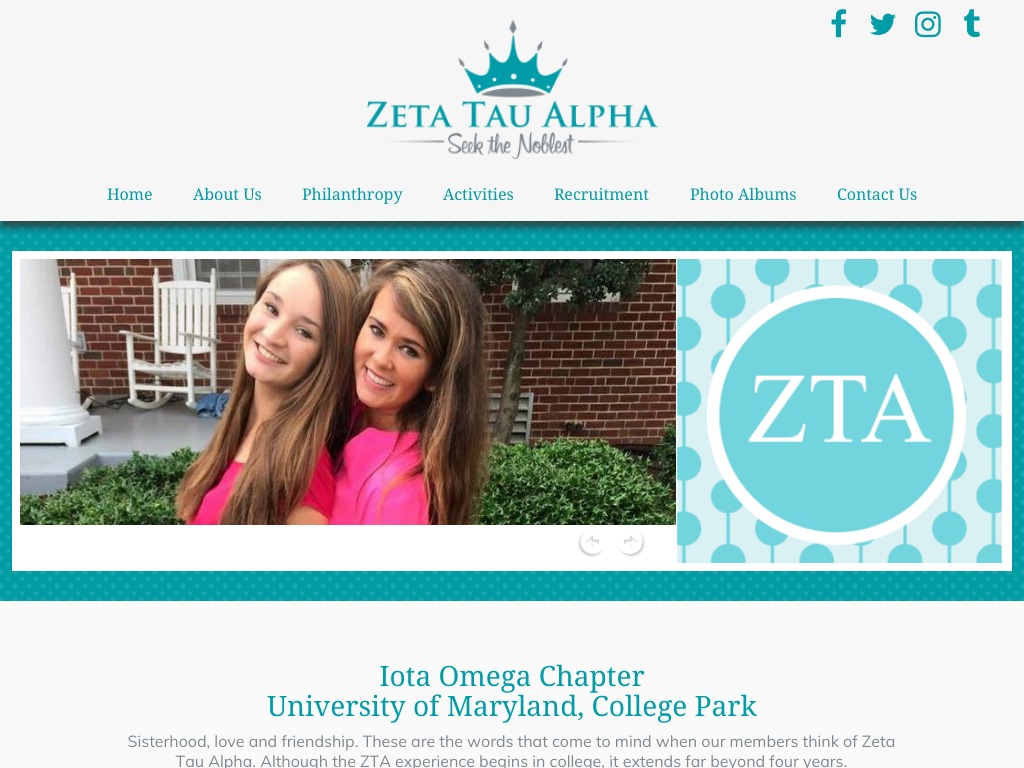 Zeta Tau Alpha
Seek the Noblest
Home About Us Philanthropy Activities Recruitment Photo Albums Contact Us
ZTA
Iota Omega Chapter
University of Maryland, College Park
Sisterhood, love and friendship. These are the words that come to mind when our members think of Zeta
Tau Alpha. Although the ZTA experience begins in college, it extends far beyond four years.